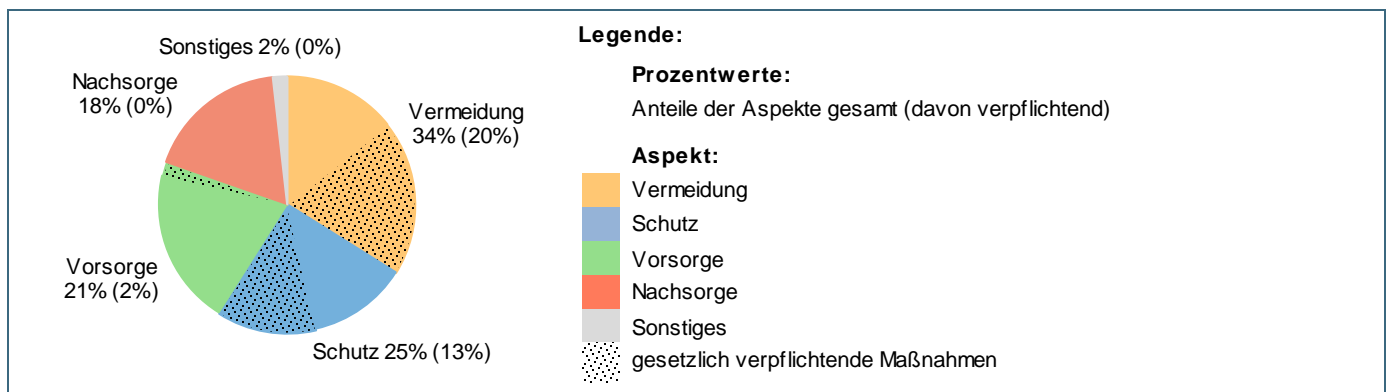 Sonstiges 2% (0%)
Nachsorge
18% (0%)
Vermeidung
34% (20%)
Vorsorge
21% (2%)
Schutz 25% (13%)
Legende:
Prozentwerte:
Anteile der Aspekte gesamt (davon verpflichtend)
Aspekt:
Vermeidung
Schutz
Vorsorge
Nachsorge
Sonstiges
gesetzlich verpflichtende Maßnahmen